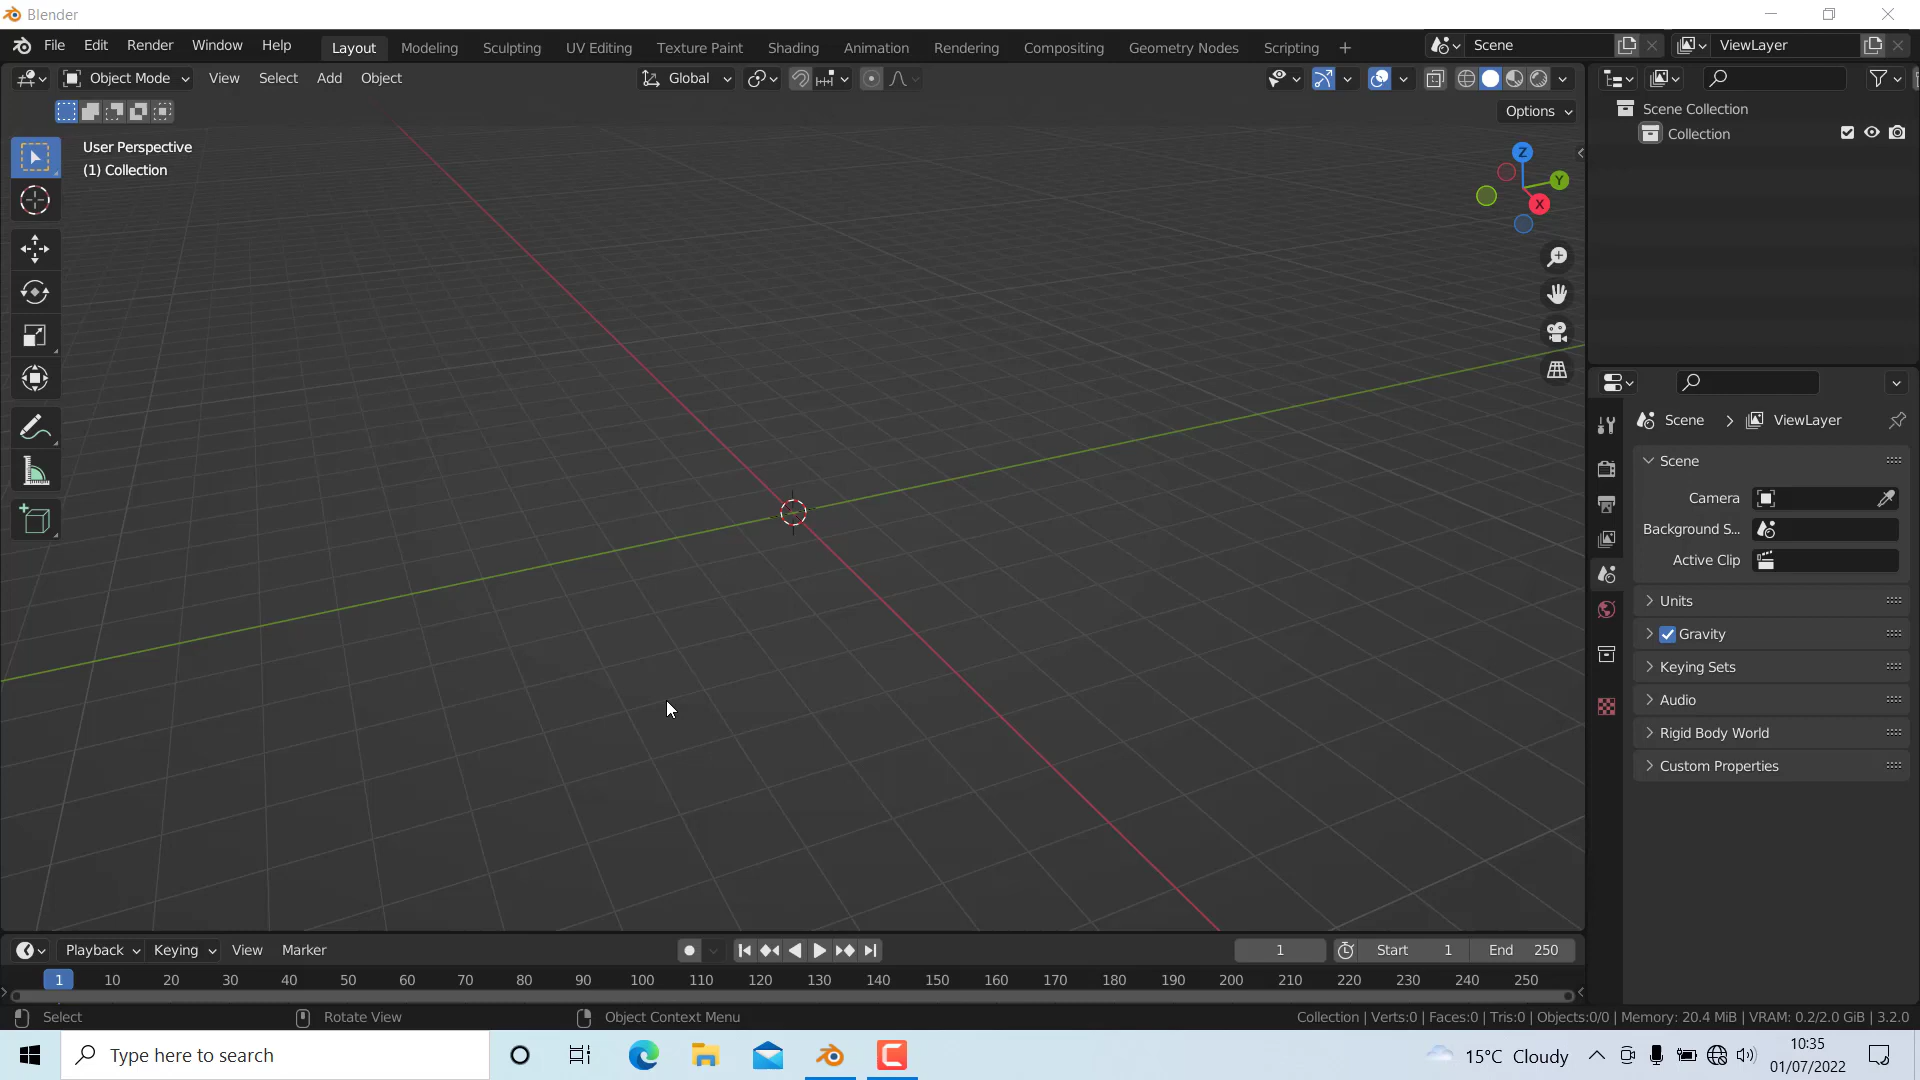 Blender
File Edit Render Window Help Layout Modeling Sculpting UV Editing Texture Paint Shading Animation Rendering Compositing Geometry Nodes Scripting + Scene ViewLayer
Object Mode View Select Add Object Global
Options
User Perspective
(1) Collection
Z
Y
X
Scene Collection
Collection
Scene > ViewLayer
Scene
Camera
Background S...
Active Clip
Units
Gravity
Keying Sets
Audio
Rigid Body World
Custom Properties
Playback Keying View Marker 1 Start 1 End 250
1 10 20 30 40 50 60 70 80 90 100 110 120 130 140 150 160 170 180 190 200 210 220 230 240 250
Select Rotate View Object Context Menu Collection | Verts:0 | Faces:0 | Tris:0 | Objects:0/0 | Memory: 20.4 MiB | VRAM: 0.2/2.0 GiB | 3.2.0
Type here to search 15°C Cloudy 10:35
01/07/2022